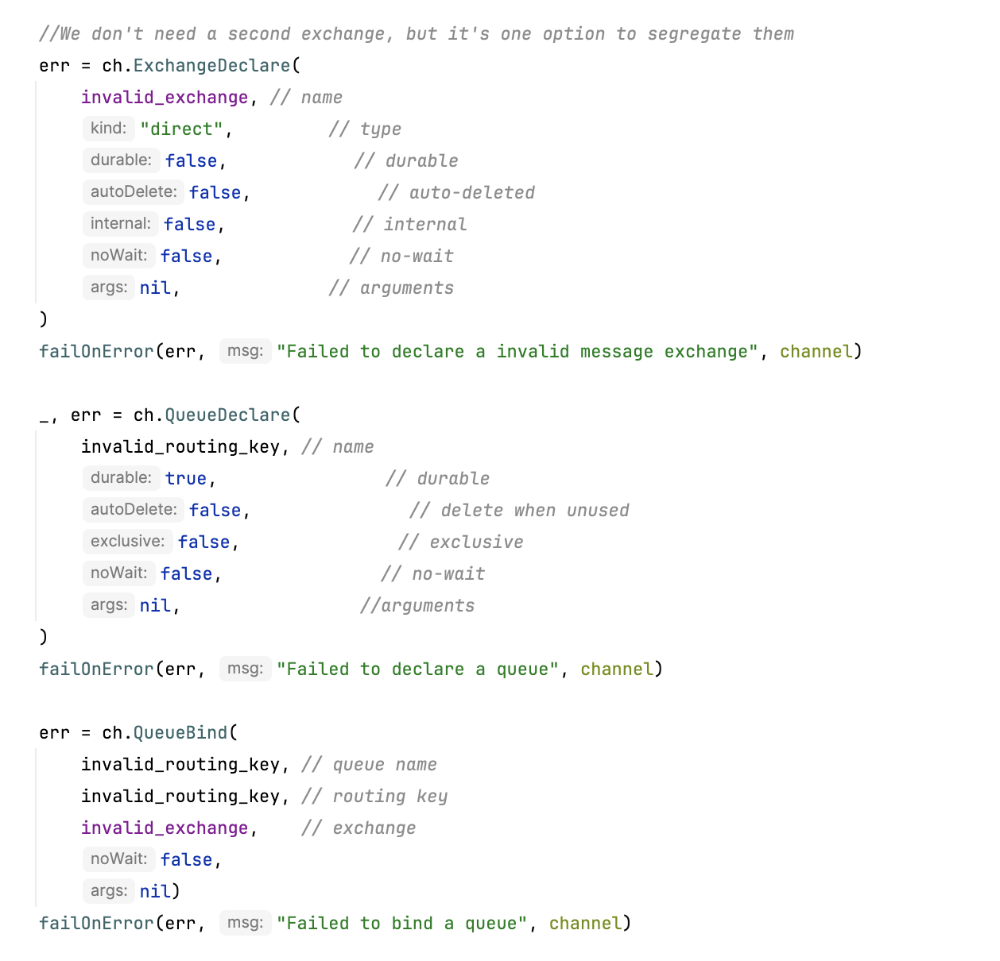 //We don't need a second exchange, but it's one option to segregate them
err = ch.ExchangeDeclare(
    invalid_exchange, // name
    kind: "direct",         // type
    durable: false,            // durable
    autoDelete: false,            // auto-deleted
    internal: false,            // internal
    noWait: false,            // no-wait
    args: nil,              // arguments
)
failOnError(err, msg: "Failed to declare a invalid message exchange", channel)

_, err = ch.QueueDeclare(
    invalid_routing_key, // name
    durable: true,                // durable
    autoDelete: false,               // delete when unused
    exclusive: false,               // exclusive
    noWait: false,               // no-wait
    args: nil,                 //arguments
)
failOnError(err, msg: "Failed to declare a queue", channel)

err = ch.QueueBind(
    invalid_routing_key, // queue name
    invalid_routing_key, // routing key
    invalid_exchange,    // exchange
    noWait: false,
    args: nil)
failOnError(err, msg: "Failed to bind a queue", channel)